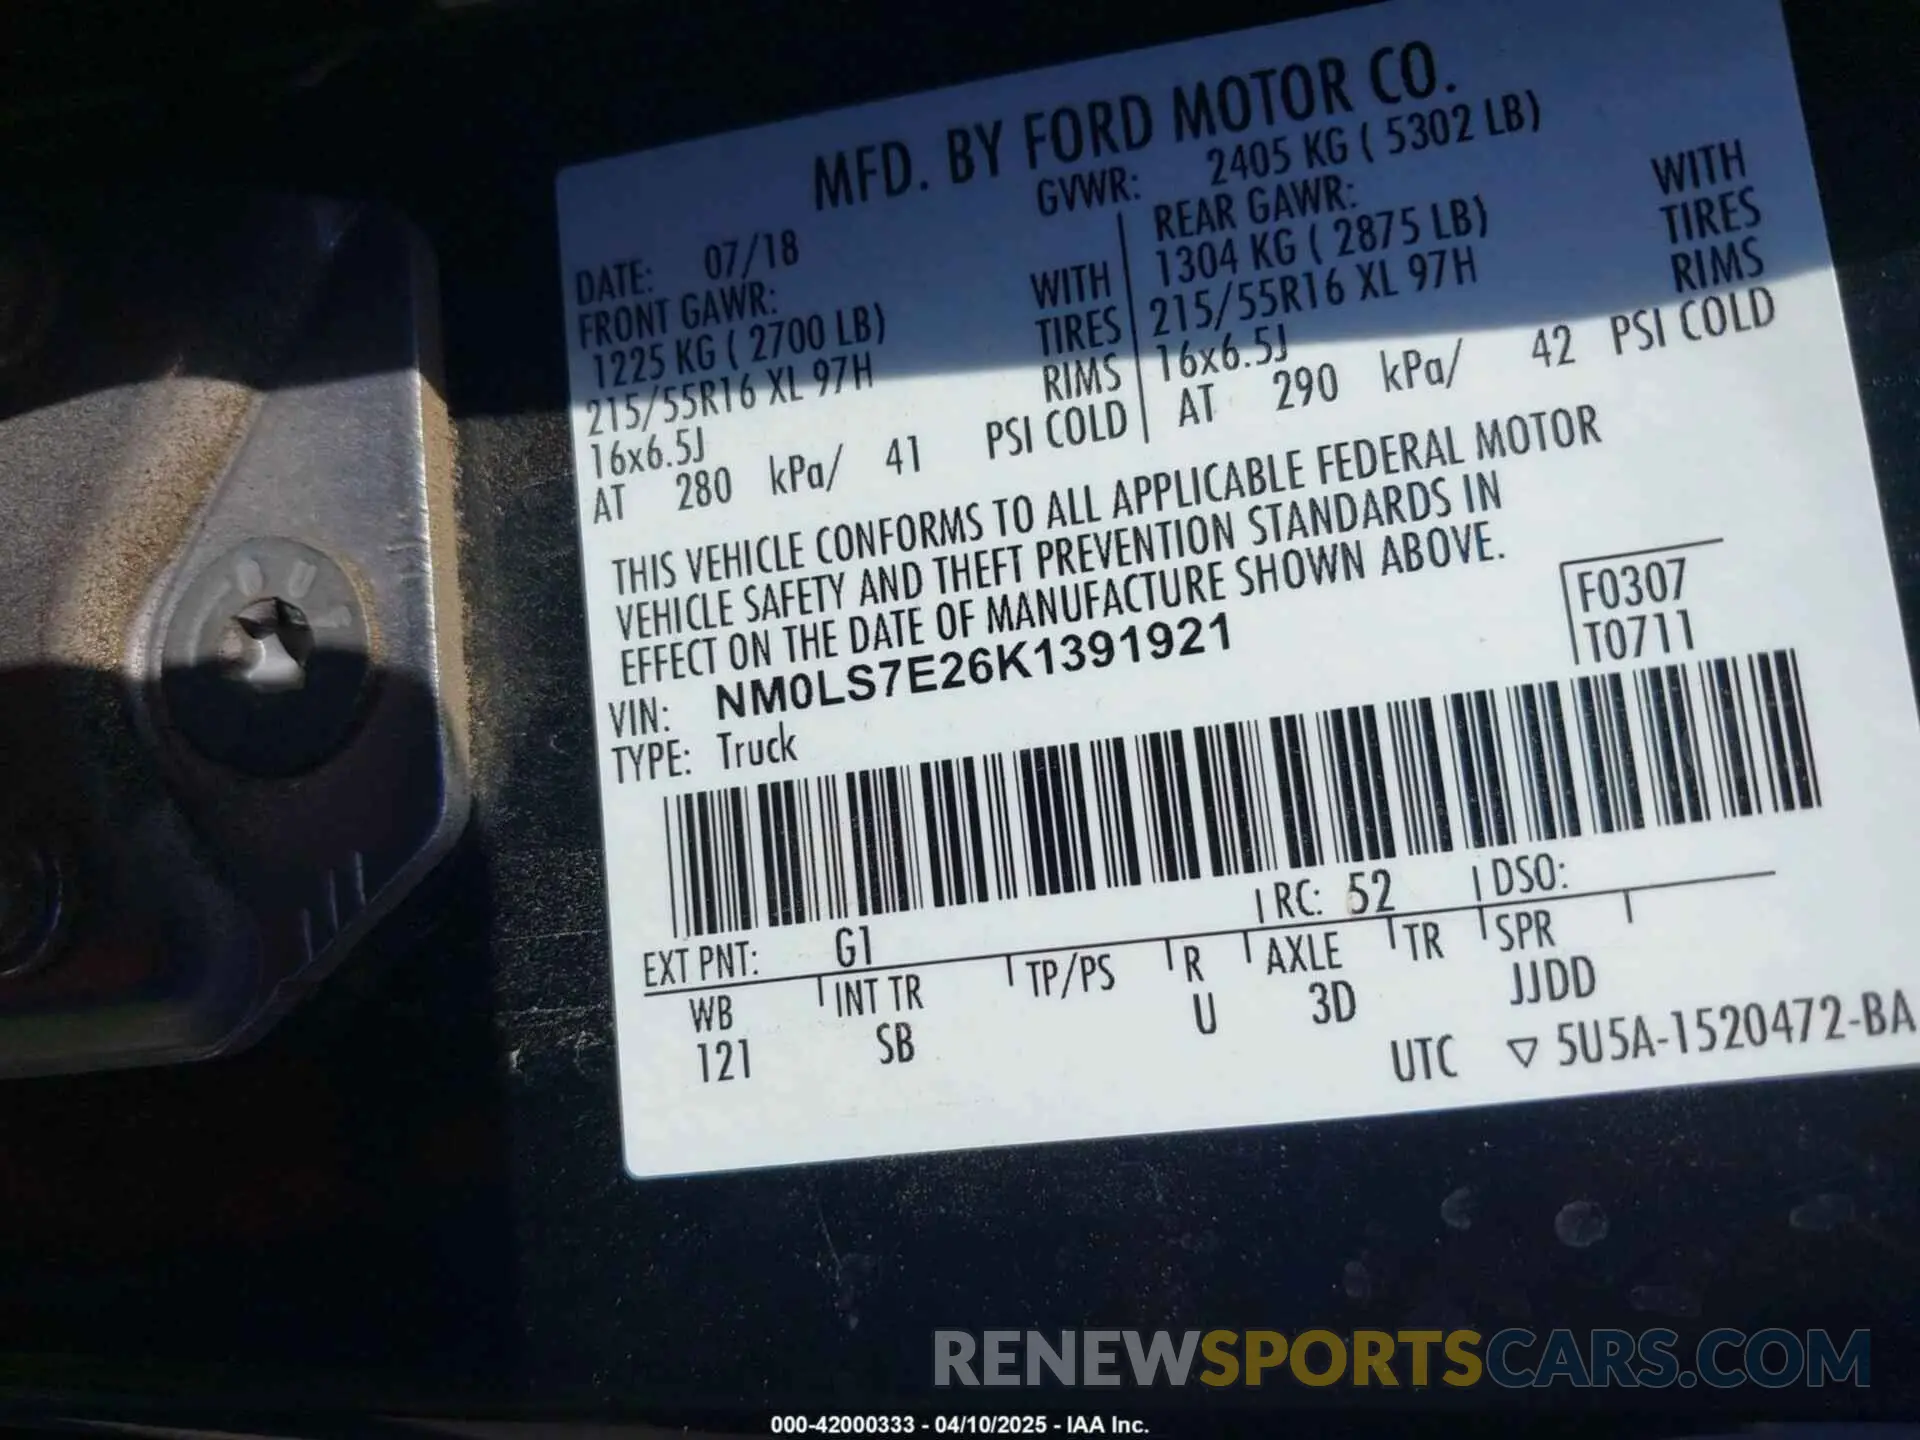 MFD. BY FORD MOTOR CO.
DATE: 07/18 GVWR: 2405 KG ( 5302 LB)
FRONT GAWR: REAR GAWR:
1225 KG ( 2700 LB) WITH 1304 KG ( 2875 LB) WITH
215/55R16 XL 97H TIRES 215/55R16 XL 97H TIRES
16x6.5J RIMS 16x6.5J RIMS
AT 280 kPa/ 41 PSI COLD AT 290 kPa/ 42 PSI COLD
THIS VEHICLE CONFORMS TO ALL APPLICABLE FEDERAL MOTOR
VEHICLE SAFETY AND THEFT PREVENTION STANDARDS IN
EFFECT ON THE DATE OF MANUFACTURE SHOWN ABOVE.
VIN: NM0LS7E26K1391921 F0307
TYPE: Truck T0711
EXT PNT: G1 RC: 52 DSO:
WB INT TR TP/PS R AXLE TR SPR
121 SB U 3D JJDD
UTC ▽ 5U5A-1520472-BA
RENEWSPORTSCARS.COM
000-42000333 - 04/10/2025 - IAA Inc.